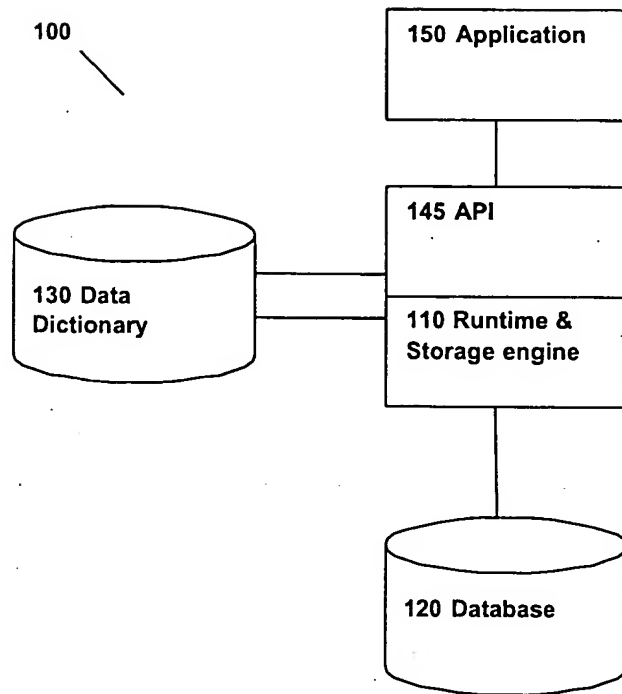 100
150 Application
145 API
130 Data
Dictionary
110 Runtime &
Storage engine
120 Database